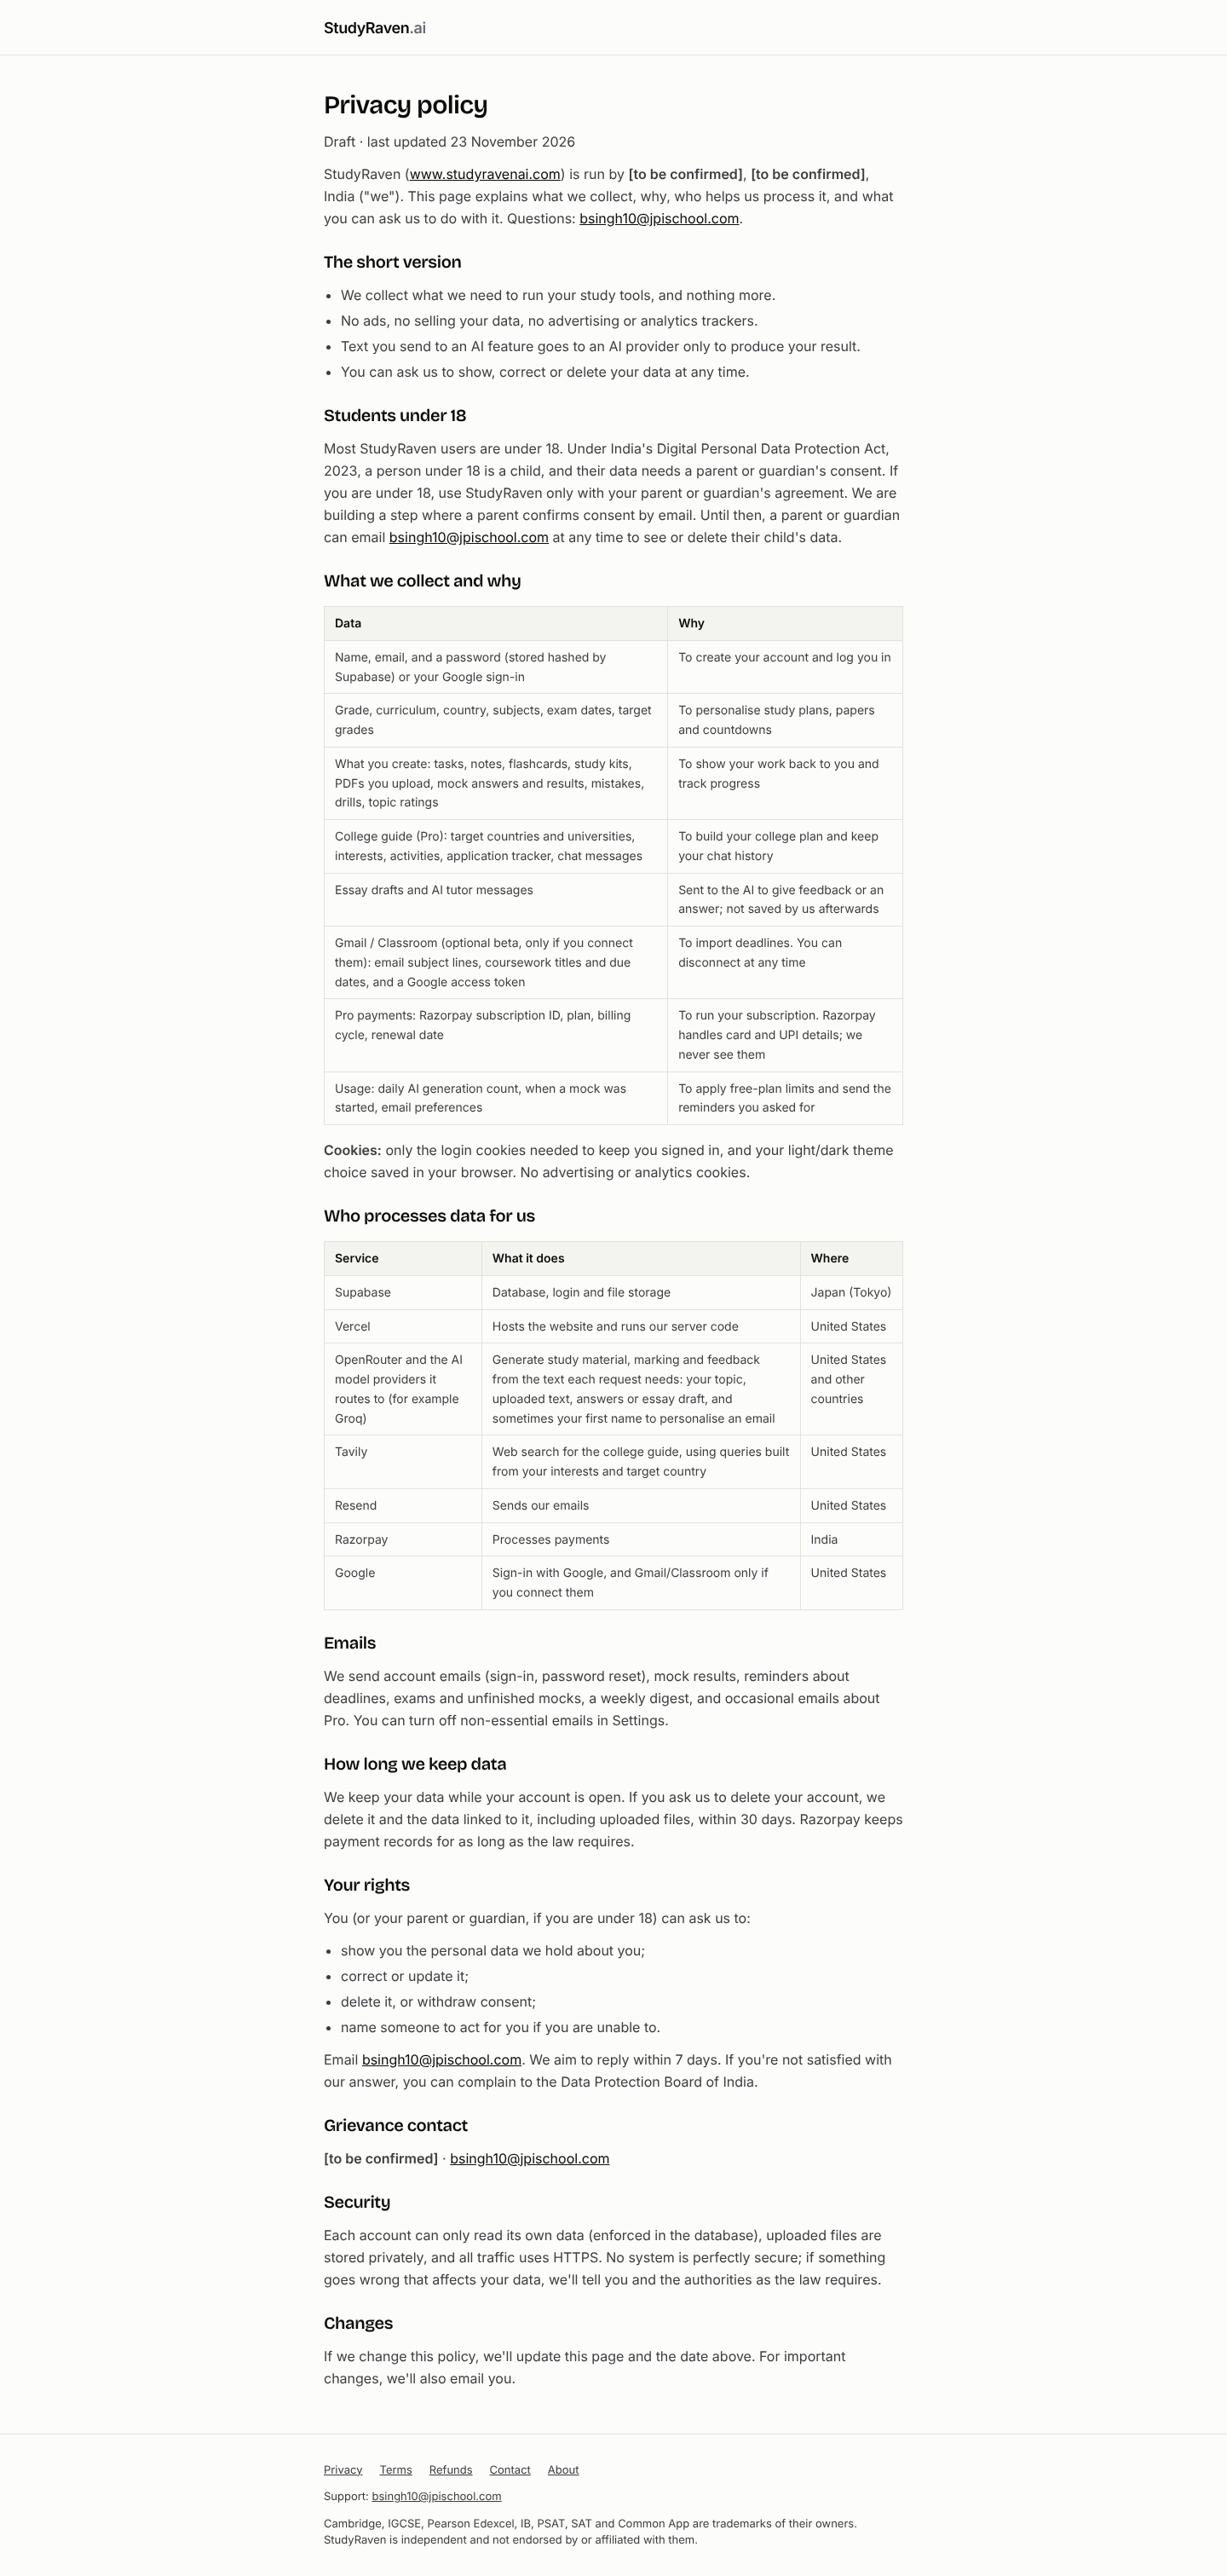 StudyRaven.ai
Privacy policy
Draft · last updated 23 November 2026
StudyRaven (www.studyravenai.com) is run by [to be confirmed], [to be confirmed],
India ("we"). This page explains what we collect, why, who helps us process it, and what
you can ask us to do with it. Questions: bsingh10@jpischool.com.
The short version
• We collect what we need to run your study tools, and nothing more.
• No ads, no selling your data, no advertising or analytics trackers.
• Text you send to an AI feature goes to an AI provider only to produce your result.
• You can ask us to show, correct or delete your data at any time.
Students under 18
Most StudyRaven users are under 18. Under India's Digital Personal Data Protection Act,
2023, a person under 18 is a child, and their data needs a parent or guardian's consent. If
you are under 18, use StudyRaven only with your parent or guardian's agreement. We are
building a step where a parent confirms consent by email. Until then, a parent or guardian
can email bsingh10@jpischool.com at any time to see or delete their child's data.
What we collect and why
Data Why
Name, email, and a password (stored hashed by
Supabase) or your Google sign-in
To create your account and log you in
Grade, curriculum, country, subjects, exam dates, target
grades
To personalise study plans, papers
and countdowns
What you create: tasks, notes, flashcards, study kits,
PDFs you upload, mock answers and results, mistakes,
drills, topic ratings
To show your work back to you and
track progress
College guide (Pro): target countries and universities,
interests, activities, application tracker, chat messages
To build your college plan and keep
your chat history
Essay drafts and AI tutor messages
Sent to the AI to give feedback or an
answer; not saved by us afterwards
Gmail / Classroom (optional beta, only if you connect
them): email subject lines, coursework titles and due
dates, and a Google access token
To import deadlines. You can
disconnect at any time
Pro payments: Razorpay subscription ID, plan, billing
cycle, renewal date
To run your subscription. Razorpay
handles card and UPI details; we
never see them
Usage: daily AI generation count, when a mock was
started, email preferences
To apply free-plan limits and send the
reminders you asked for
Cookies: only the login cookies needed to keep you signed in, and your light/dark theme
choice saved in your browser. No advertising or analytics cookies.
Who processes data for us
Service What it does Where
Supabase Database, login and file storage Japan (Tokyo)
Vercel Hosts the website and runs our server code United States
OpenRouter and the AI
model providers it
routes to (for example
Groq)
Generate study material, marking and feedback
from the text each request needs: your topic,
uploaded text, answers or essay draft, and
sometimes your first name to personalise an email
United States
and other
countries
Tavily
Web search for the college guide, using queries built
from your interests and target country
United States
Resend Sends our emails United States
Razorpay Processes payments India
Google
Sign-in with Google, and Gmail/Classroom only if
you connect them
United States
Emails
We send account emails (sign-in, password reset), mock results, reminders about
deadlines, exams and unfinished mocks, a weekly digest, and occasional emails about
Pro. You can turn off non-essential emails in Settings.
How long we keep data
We keep your data while your account is open. If you ask us to delete your account, we
delete it and the data linked to it, including uploaded files, within 30 days. Razorpay keeps
payment records for as long as the law requires.
Your rights
You (or your parent or guardian, if you are under 18) can ask us to:
• show you the personal data we hold about you;
• correct or update it;
• delete it, or withdraw consent;
• name someone to act for you if you are unable to.
Email bsingh10@jpischool.com. We aim to reply within 7 days. If you're not satisfied with
our answer, you can complain to the Data Protection Board of India.
Grievance contact
[to be confirmed] · bsingh10@jpischool.com
Security
Each account can only read its own data (enforced in the database), uploaded files are
stored privately, and all traffic uses HTTPS. No system is perfectly secure; if something
goes wrong that affects your data, we'll tell you and the authorities as the law requires.
Changes
If we change this policy, we'll update this page and the date above. For important
changes, we'll also email you.
Privacy Terms Refunds Contact About
Support: bsingh10@jpischool.com
Cambridge, IGCSE, Pearson Edexcel, IB, PSAT, SAT and Common App are trademarks of their owners.
StudyRaven is independent and not endorsed by or affiliated with them.